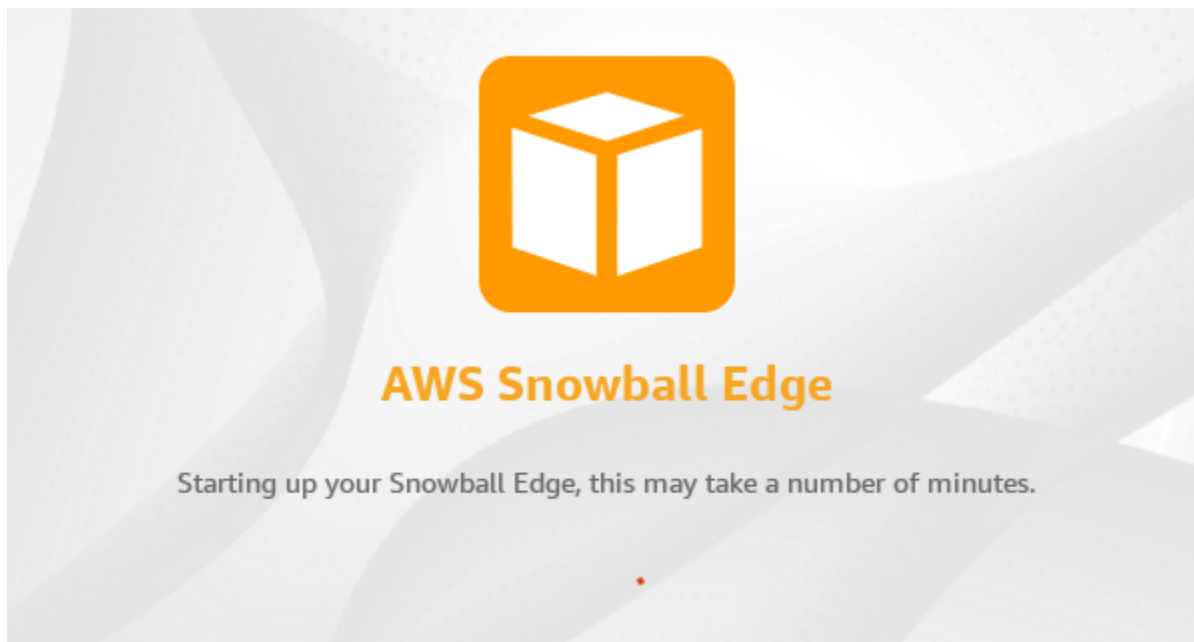 AWS Snowball Edge
Starting up your Snowball Edge, this may take a number of minutes.